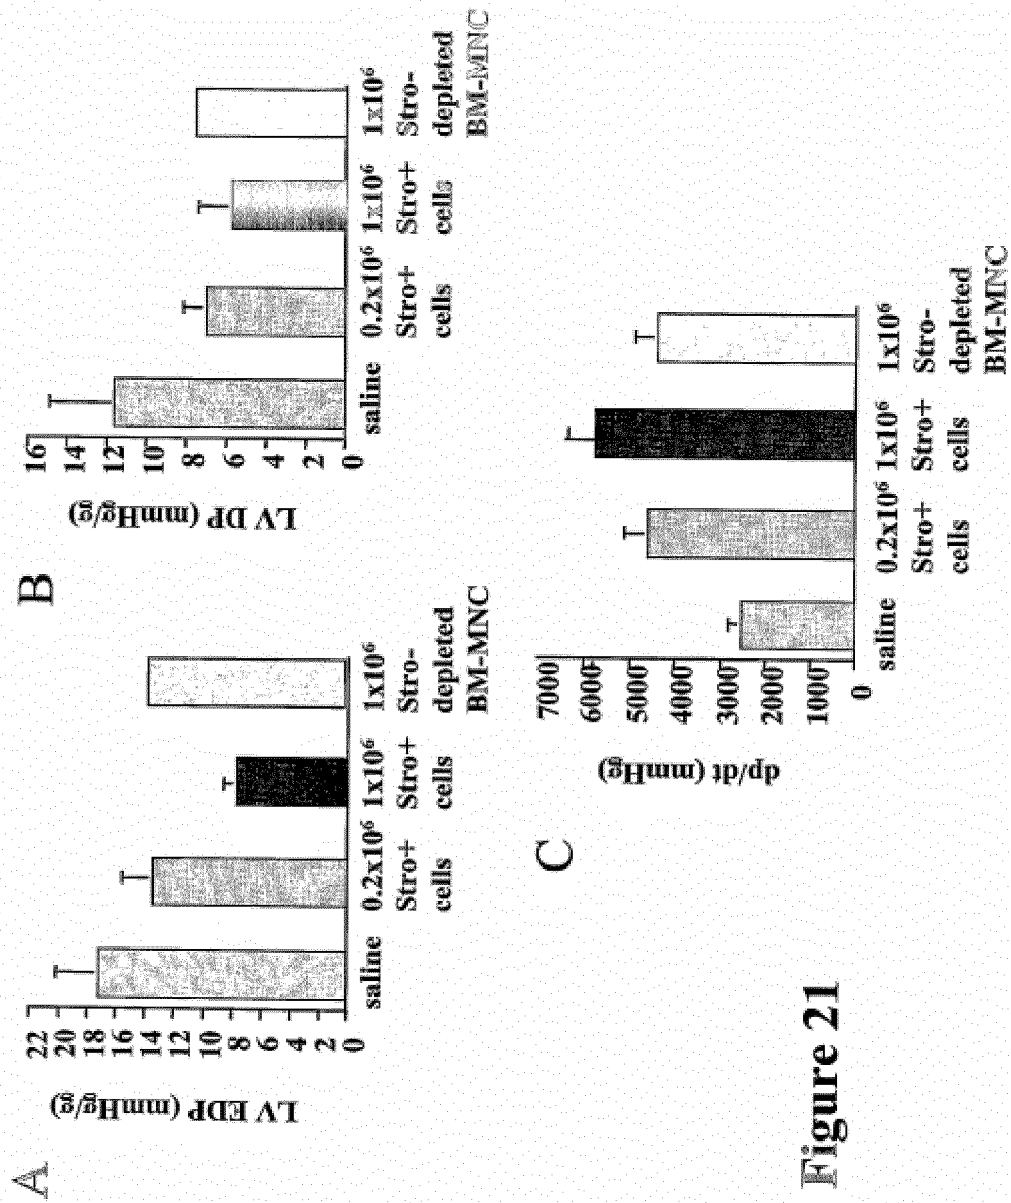 A
LV EDP (mmHg/g)
22
20
18
16
14
12
10
8
6
4
2
0
saline
0.2x10⁶
Stro+
cells
1x10⁶
Stro+
cells
1x10⁶
Stro-
depleted
BM-MNC
B
LV DP (mmHg/g)
16
14
12
10
8
6
4
2
0
saline
0.2x10⁶
Stro+
cells
1x10⁶
Stro+
cells
1x10⁶
Stro-
depleted
BM-MNC
C
dp/dt (mmHg)
7000
6000
5000
4000
3000
2000
1000
0
saline
0.2x10⁶
Stro+
cells
1x10⁶
Stro+
cells
1x10⁶
Stro-
depleted
BM-MNC
Figure 21